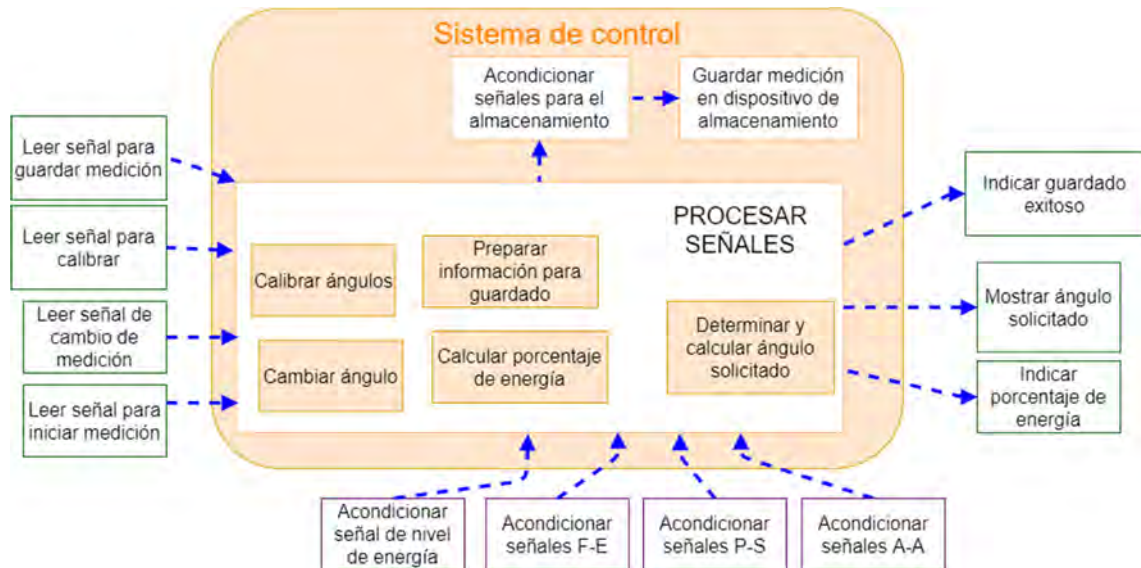 Sistema de control
Acondicionar
señales para el
almacenamiento
Guardar medición
en dispositivo de
almacenamiento
Leer señal para
guardar medición
Leer señal para
calibrar
Leer señal de
cambio de
medición
Leer señal para
iniciar medición
PROCESAR
SEÑALES
Calibrar ángulos
Preparar
información para
guardado
Cambiar ángulo
Calcular porcentaje
de energía
Determinar y
calcular ángulo
solicitado
Indicar guardado
exitoso
Mostrar ángulo
solicitado
Indicar
porcentaje de
energía
Acondicionar
señal de nivel
de energía
Acondicionar
señales F-E
Acondicionar
señales P-S
Acondicionar
señales A-A